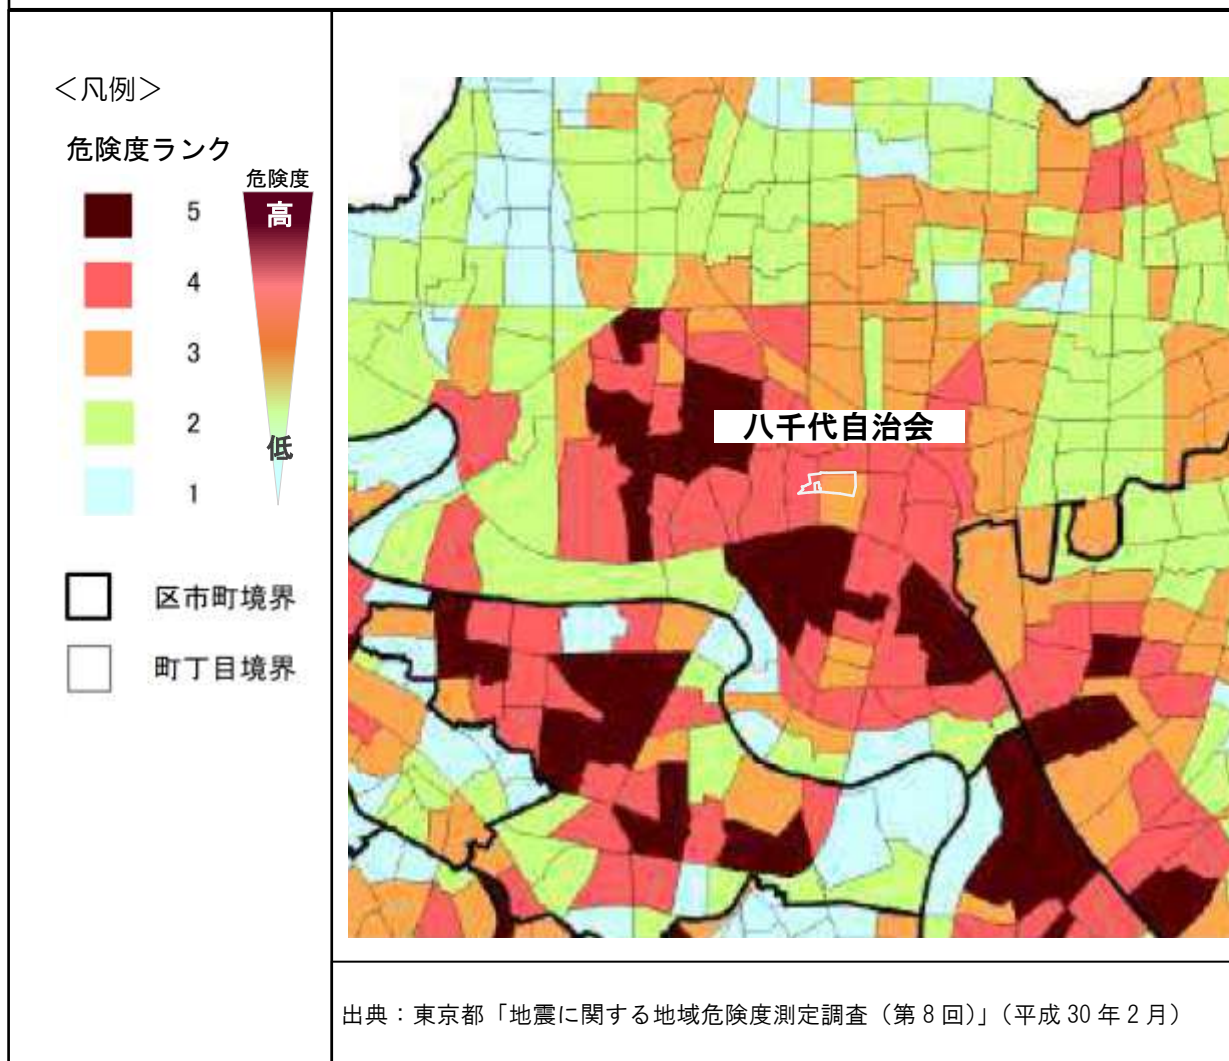 ＜凡例＞
危険度ランク
危険度
高
5
4
3
2
低
1
区市町境界
町丁目境界
八千代自治会
出典：東京都「地震に関する地域危険度測定調査（第８回）」（平成 30 年２月）